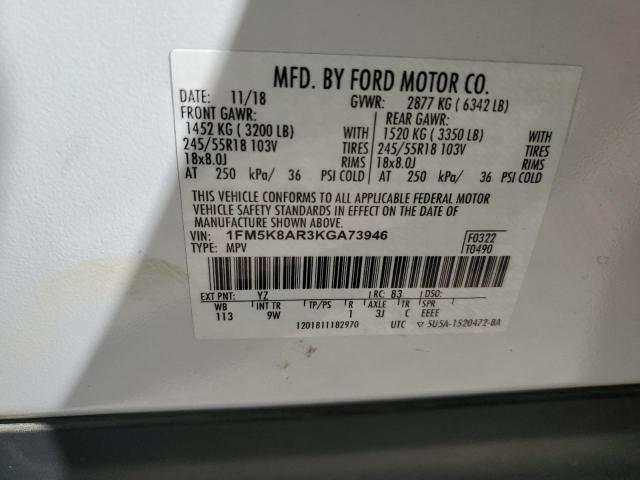 MFD. BY FORD MOTOR CO.
DATE: 11/18 GVWR: 2877 KG ( 6342 LB)
FRONT GAWR: REAR GAWR:
1452 KG ( 3200 LB) WITH 1520 KG ( 3350 LB) WITH
245/55R18 103V TIRES 245/55R18 103V TIRES
18x8.0J RIMS 18x8.0J RIMS
AT 250 kPa/ 36 PSI COLD AT 250 kPa/ 36 PSI COLD
THIS VEHICLE CONFORMS TO ALL APPLICABLE FEDERAL MOTOR
VEHICLE SAFETY STANDARDS IN EFFECT ON THE DATE OF
MANUFACTURE SHOWN ABOVE.
VIN: 1FM5K8AR3KGA73946 F0322
TYPE: MPV T0490
EXT PNT: YZ RC: 83 DSO:
WB INT TR TP/PS R AXLE TR SPR
113 9W 1 3J C EEEE
1201811182970 UTC ▽ 5U5A-1520472-BA